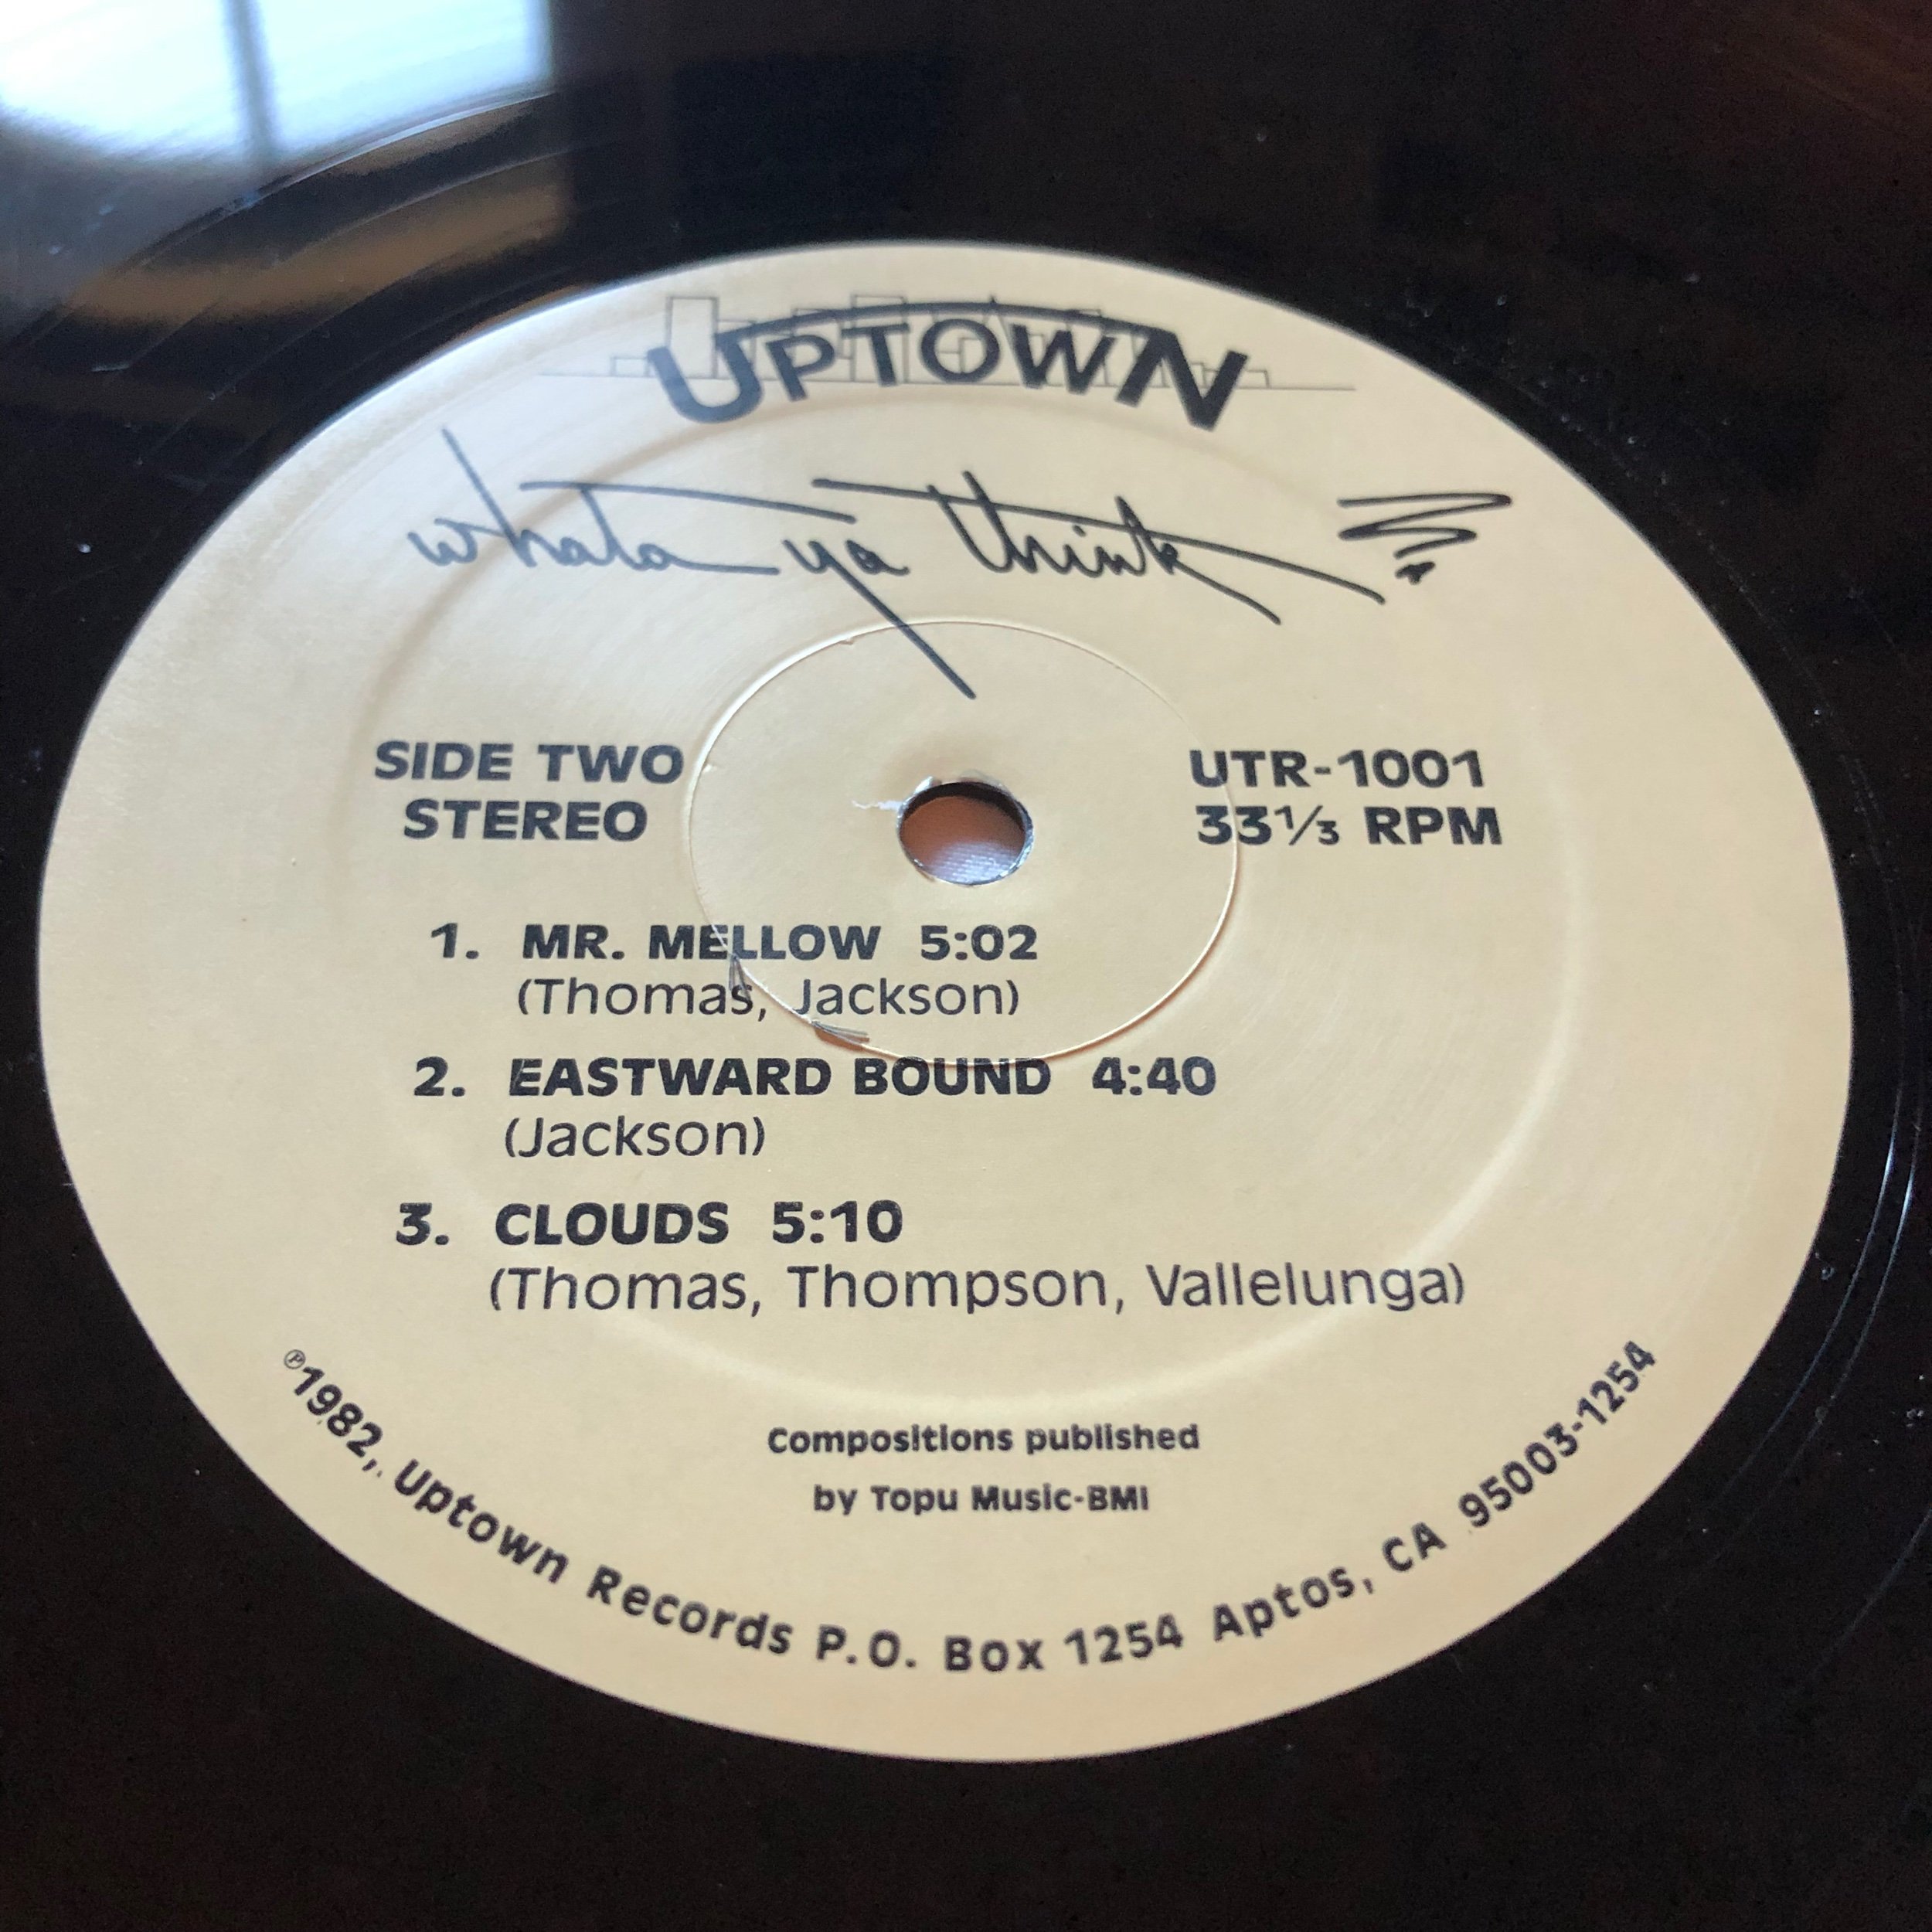 UPTOWN
whata ya think ?
SIDE TWO
STEREO
UTR-1001
33⅓ RPM
1. MR. MELLOW 5:02
(Thomas, Jackson)
2. EASTWARD BOUND 4:40
(Jackson)
3. CLOUDS 5:10
(Thomas, Thompson, Vallelunga)
Compositions published
by Topu Music-BMI
℗1982, Uptown Records P.O. Box 1254 Aptos, CA 95003-1254